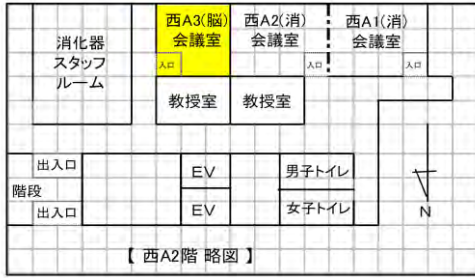 消化器
スタッフ
ルーム
西A3(脳)
会議室
入口
西A2(消)
会議室
入口
西A1(消)
会議室
入口
教授室
教授室
出入口
階段
出入口
EV
EV
男子トイレ
女子トイレ
N
【 西A2階 略図 】